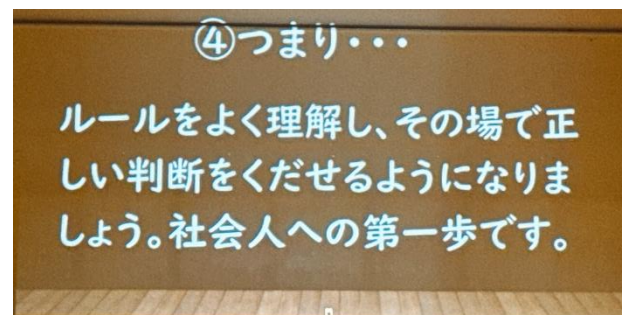 ④つまり・・・
ルールをよく理解し、その場で正
しい判断をくだせるようになりま
しょう。社会人への第一歩です。